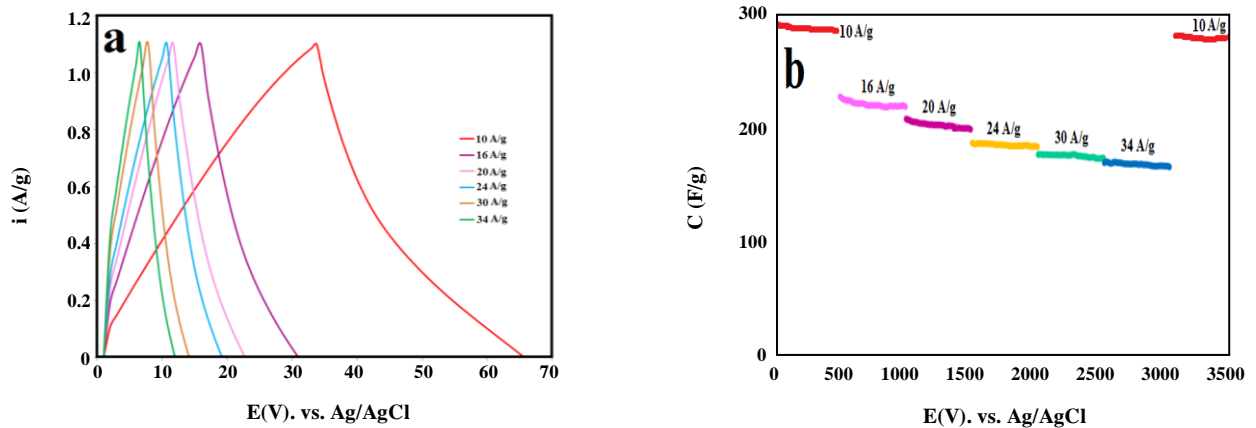 a
1.2
1.0
0.8
0.6
0.4
0.2
0
i (A/g)
10 A/g
16 A/g
20 A/g
24 A/g
30 A/g
34 A/g
0 10 20 30 40 50 60 70
E(V). vs. Ag/AgCl
b
300
200
100
0
C (F/g)
10 A/g
16 A/g
20 A/g
24 A/g
30 A/g
34 A/g
10 A/g
0 500 1000 1500 2000 2500 3000 3500
E(V). vs. Ag/AgCl